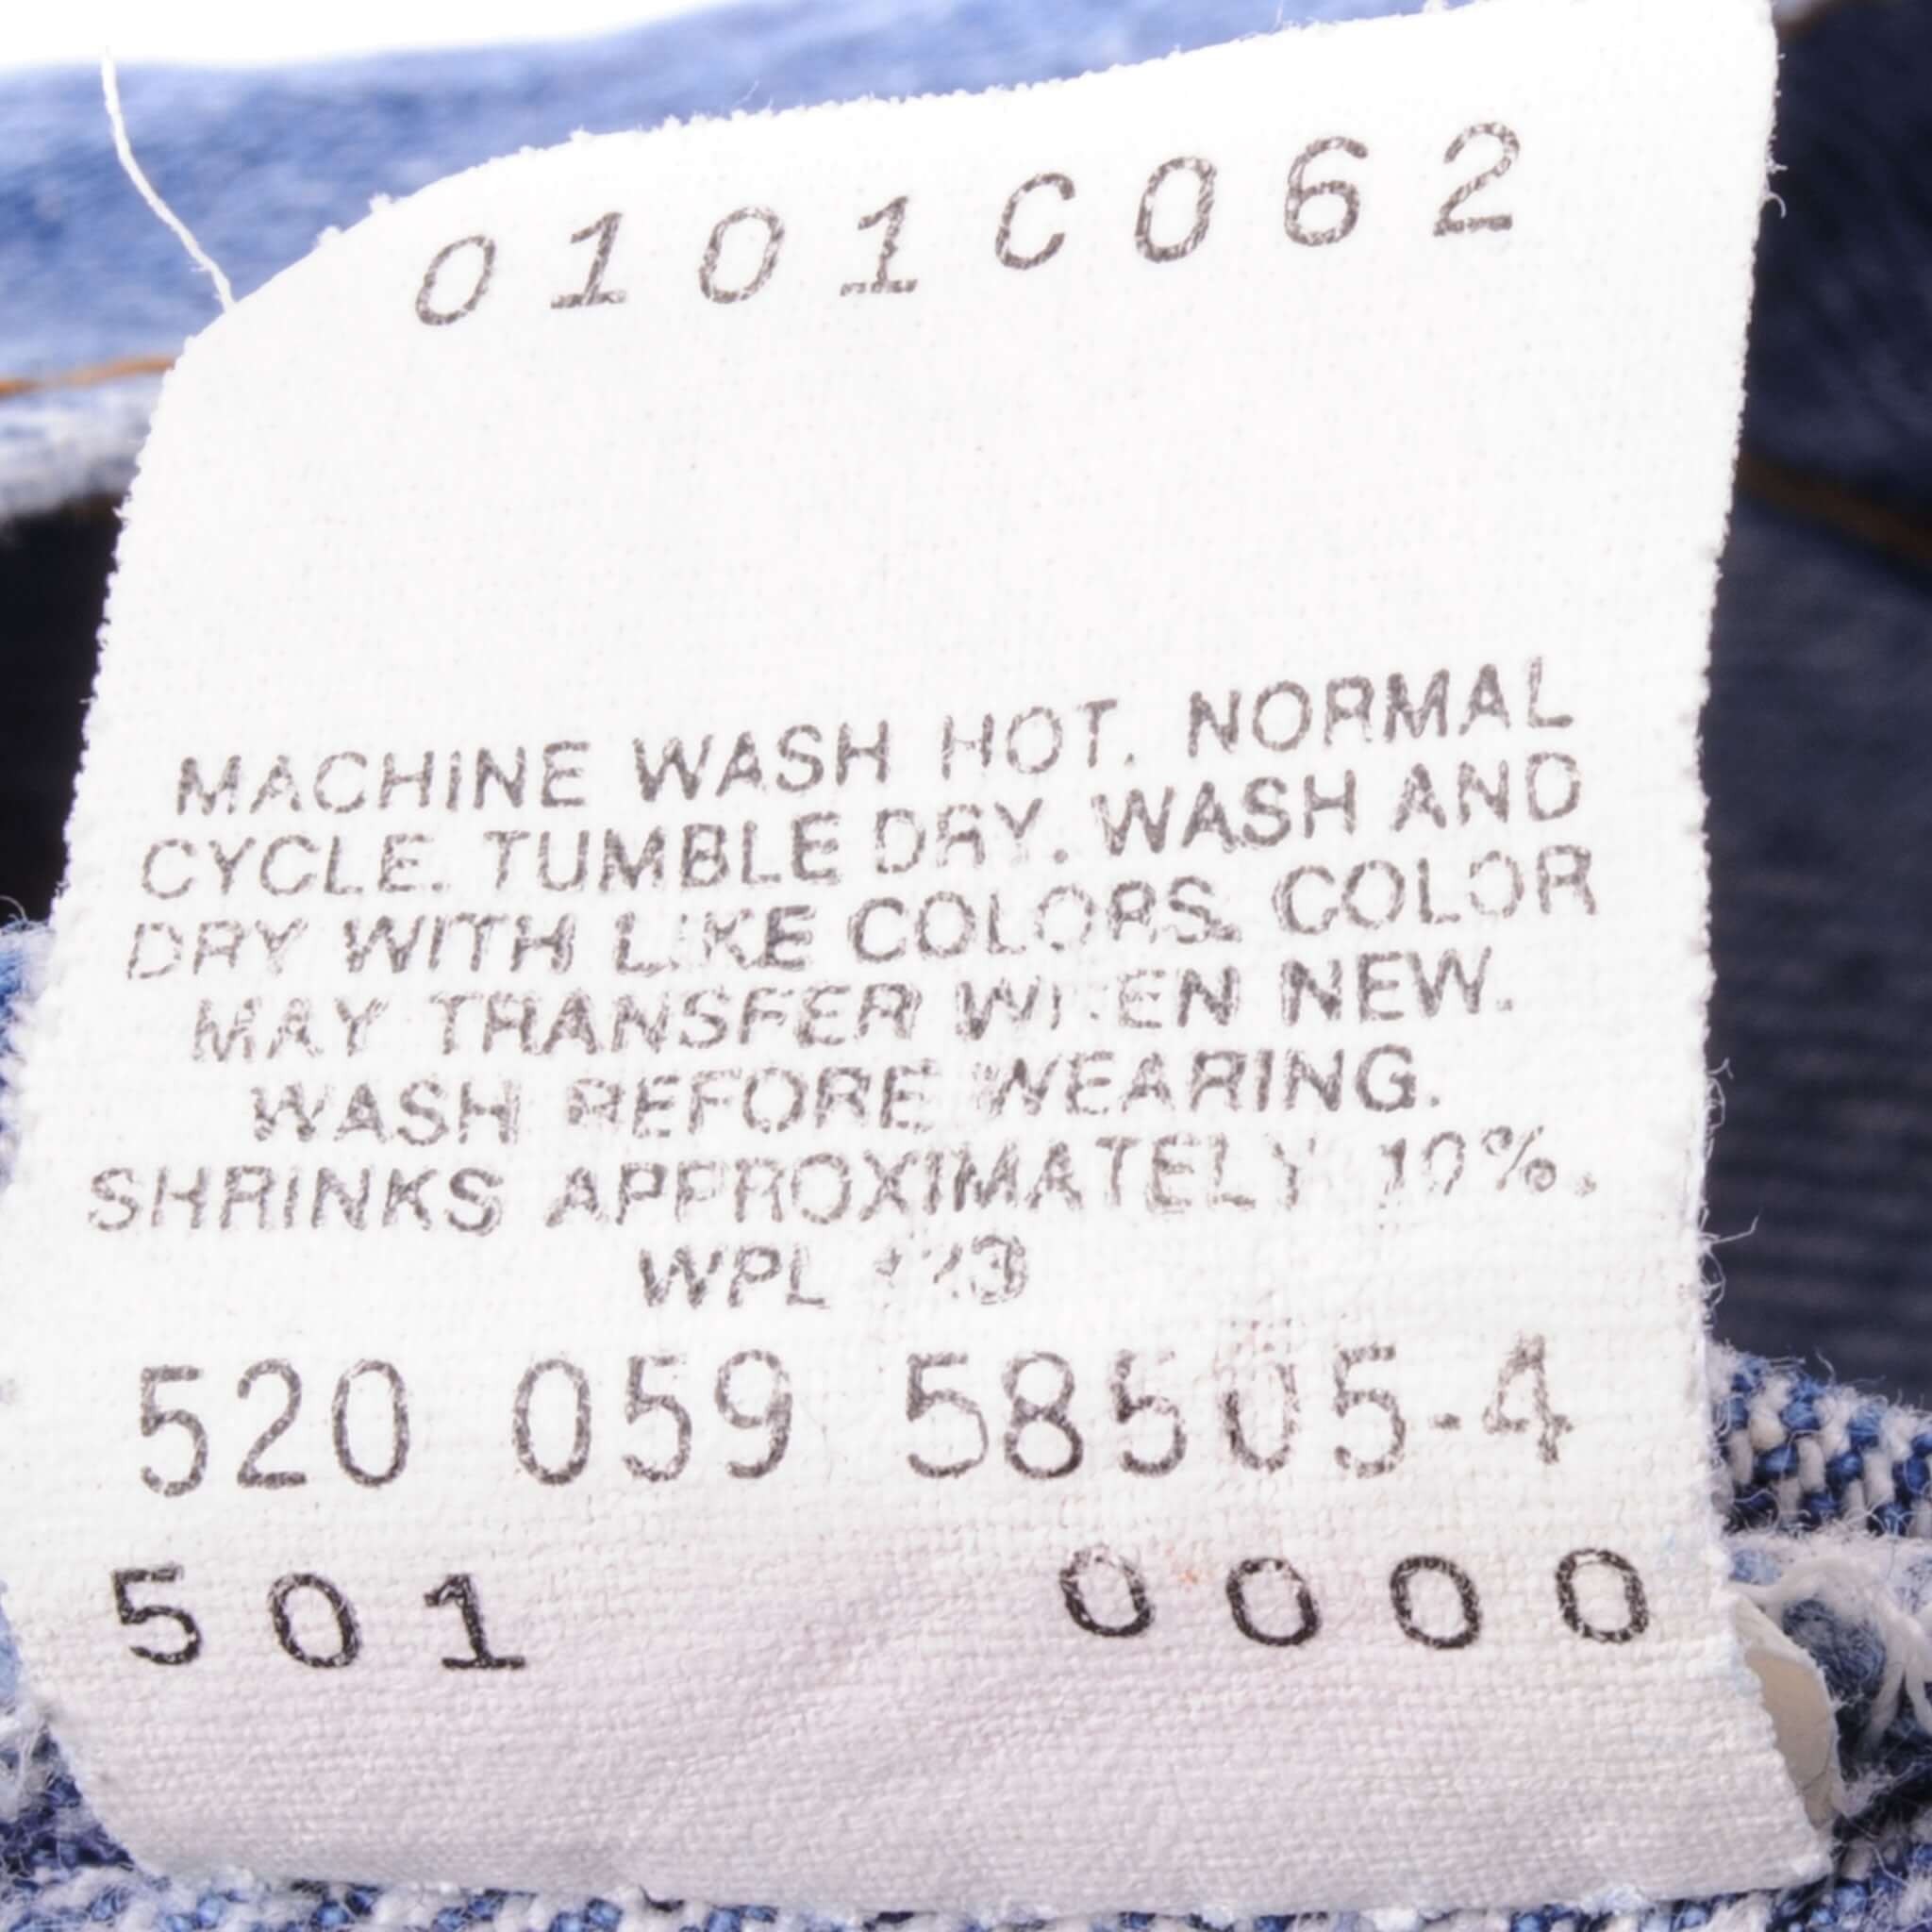 0101C062
MACHINE WASH HOT. NORMAL
CYCLE. TUMBLE DRY. WASH AND
DRY WITH LIKE COLORS. COLOR
MAY TRANSFER WHEN NEW.
WASH BEFORE WEARING.
SHRINKS APPROXIMATELY 10%.
WPL
520 059 58505-4
501 0000